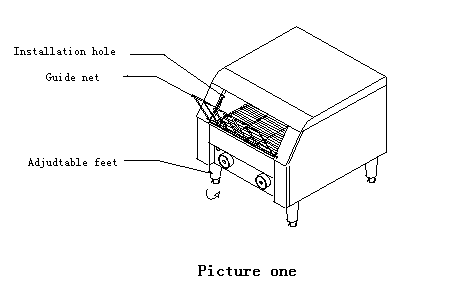 Installation hole
Guide net
Adjudtable feet
Picture one